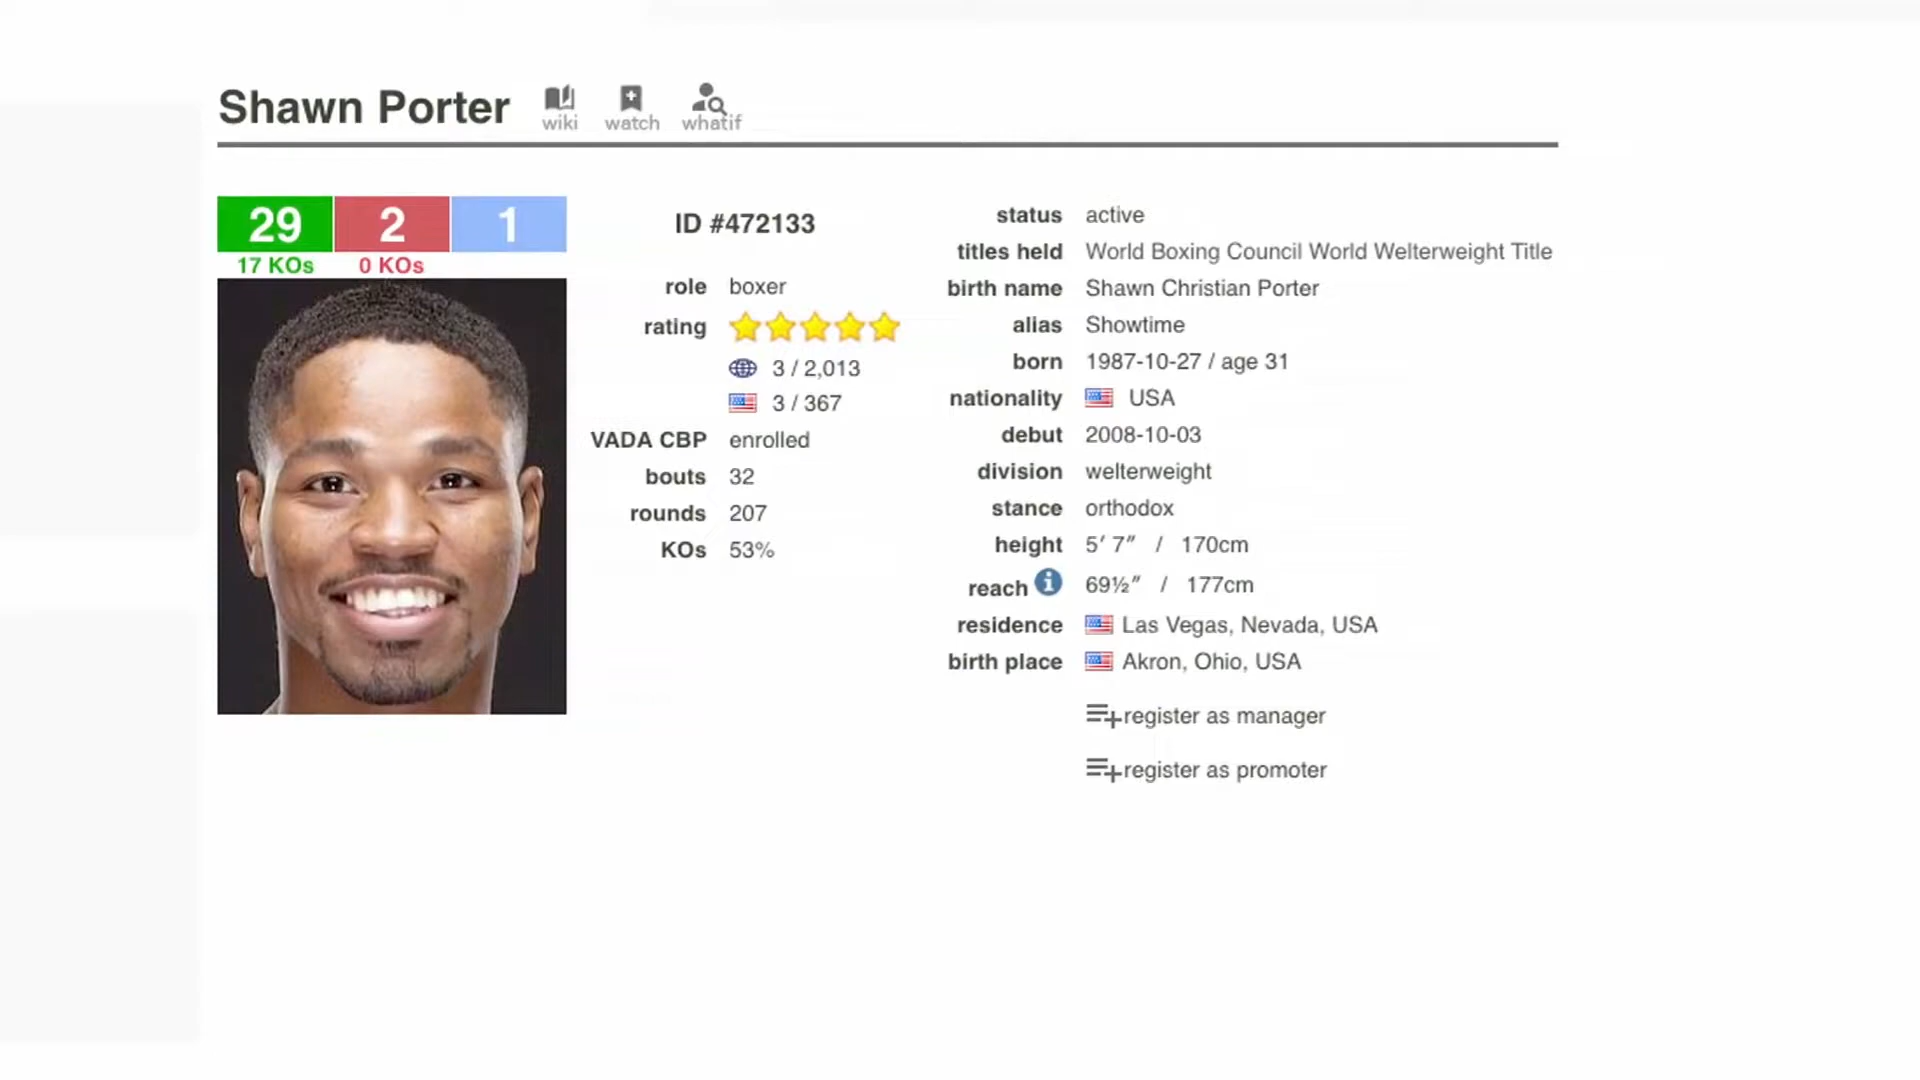 Shawn Porter
wiki
watch
whatif
29
2
1
17 KOs
0 KOs
ID #472133
role boxer
rating
3 / 2,013
3 / 367
VADA CBP enrolled
bouts 32
rounds 207
KOs 53%
status active
titles held World Boxing Council World Welterweight Title
birth name Shawn Christian Porter
alias Showtime
born 1987-10-27 / age 31
nationality USA
debut 2008-10-03
division welterweight
stance orthodox
height 5′ 7″ / 170cm
reach i 69½″ / 177cm
residence Las Vegas, Nevada, USA
birth place Akron, Ohio, USA
register as manager
register as promoter